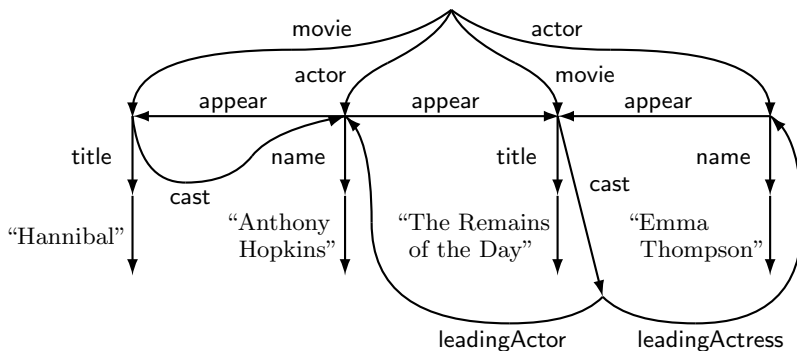 movie
actor
actor
movie
appear
appear
appear
title
name
title
name
cast
cast
“Hannibal”
“Anthony
Hopkins”
“The Remains
of the Day”
“Emma
Thompson”
leadingActor
leadingActress